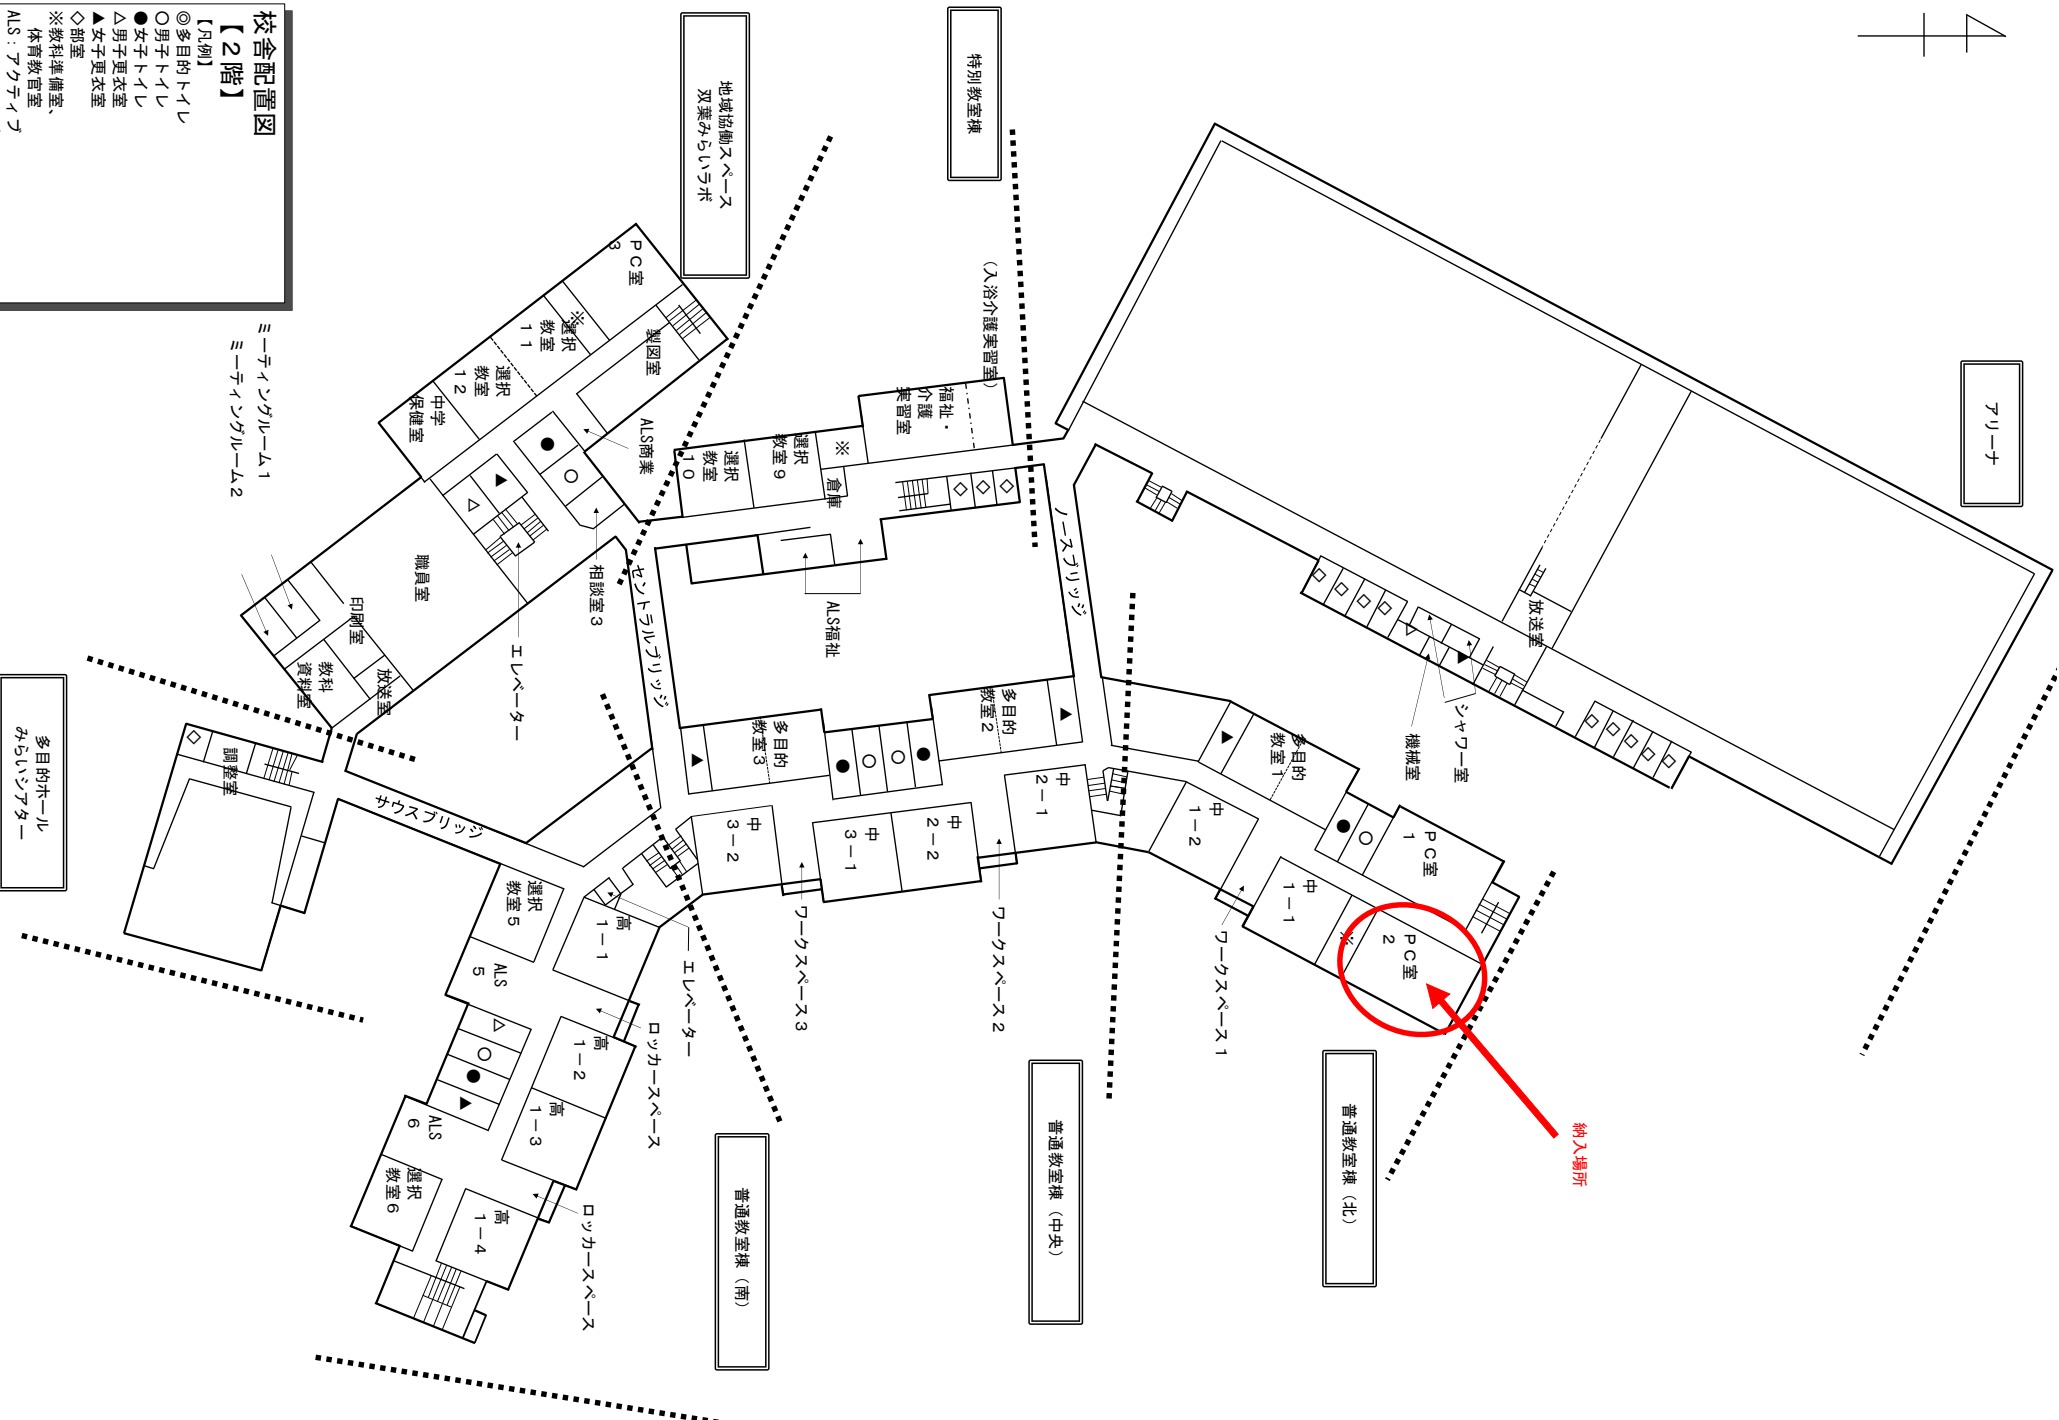 校舎配置図
【２階】
【凡例】
◎多目的トイレ
○男子トイレ
●女子トイレ
△男子更衣室
▲女子更衣室
◇部室
※教科準備室、
体育教官室
ALS：アクティブ
地域協働スペース
双葉みらいラボ
特別教室棟
アリーナ
多目的ホール
みらいシアター
普通教室棟（南）
普通教室棟（中央）
普通教室棟（北）
納入場所
ＰＣ室
３
※
選択
教室
１１
選択
教室
１２
中学
保健室
製図室
ALS商業
●
○
▲
△
相談室３
エレベーター
職員室
ミーティングルーム１
ミーティングルーム２
印刷室
放送室
教科
資料室
（入浴介護実習室）
福祉・
介護
実習室
※
選択
教室９
選択
教室
１０
倉庫
◇
◇
◇
ALS福祉
ノースブリッジ
セントラルブリッジ
サウスブリッジ
放送室
◇
◇
◇
◇
△
▲
シャワー室
機械室
◇
◇
◇
◇
◇
◇
調整室
▲
多目的
教室３
●
○
○
●
多目的
教室２
▲
中
３－２
中
３－１
中
２－２
中
２－１
ワークスペース３
ワークスペース２
▲
多目的
教室１
●
○
ＰＣ室
１
中
１－２
中
１－１
※
ＰＣ室
２
ワークスペース１
選択
教室５
ALS
５
△
○
●
▲
ALS
６
選択
教室６
高
１－１
高
１－２
高
１－３
高
１－４
エレベーター
ロッカースペース
ロッカースペース